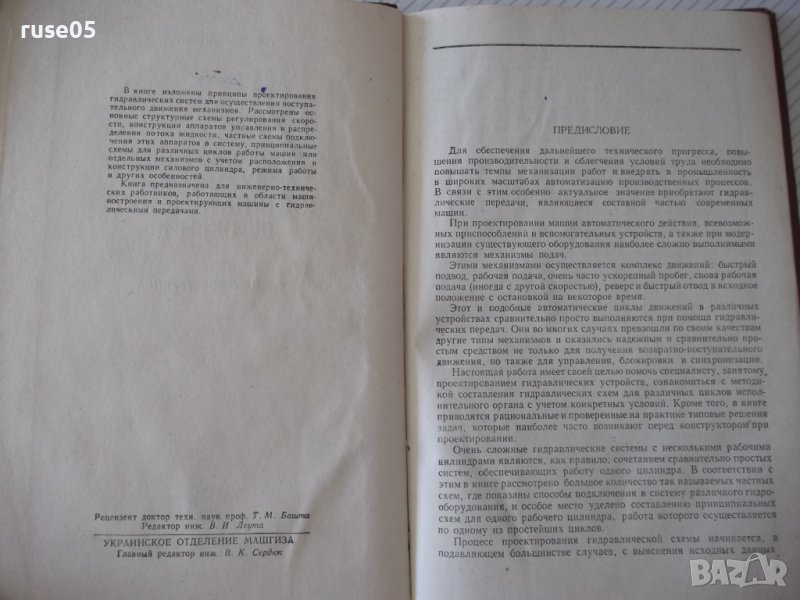 ruse05
В книге изложены принципы проектирования
гидравлических систем для осуществления поступа-
тельного движения механизмов. Рассмотрены ос-
новные структурные схемы регулирования скоро-
сти, конструкции аппаратов управления и распре-
деления потока жидкости, частные схемы подклю-
чения этих аппаратов в систему, принципиальные
схемы для различных циклов работы машин или
отдельных механизмов с учетом расположения и
конструкции силового цилиндра, режима работы
и других особенностей.
Книга предназначена для инженерно-техниче-
ских работников, работающих в области маши-
ностроения и проектирующих машины с гидрав-
лическими передачами.
Рецензент доктор техн. наук проф. Т. М. Башта
Редактор инж. В. И. Леута
УКРАИНСКОЕ ОТДЕЛЕНИЕ МАШГИЗА
Главный редактор инж. В. К. Сердюк
ПРЕДИСЛОВИЕ
Для обеспечения дальнейшего технического прогресса, повы-
шения производительности и облегчения условий труда необходимо
повышать темпы механизации работ и внедрять в промышленность
в широких масштабах автоматизацию производственных процессов.
В связи с этим особенно актуальное значение приобретают гидрав-
лические передачи, являющиеся составной частью современных
машин.
При проектировании машин автоматического действия, всевозмож-
ных приспособлений и вспомогательных устройств, а также при модер-
низации существующего оборудования наиболее сложно выполнимыми
являются механизмы подач.
Этими механизмами осуществляется комплекс движений: быстрый
подвод, рабочая подача, очень часто ускоренный пробег, снова рабочая
подача (иногда с другой скоростью), реверс и быстрый отвод в исходное
положение с остановкой на некоторое время.
Этот и подобные автоматические циклы движений в различных
устройствах сравнительно просто выполняются при помощи гидравли-
ческих передач. Они во многих случаях превзошли по своим качествам
другие типы механизмов и оказались надежным и сравнительно про-
стым средством не только для получения возвратно-поступательного
движения, но также для управления, блокировки и синхронизации.
Настоящая работа имеет своей целью помочь специалисту, занятому
проектированием гидравлических устройств, ознакомиться с методи-
кой составления гидравлических схем для различных циклов испол-
нительного органа с учетом конкретных условий. Кроме того, в книге
приводятся рациональные и проверенные на практике типовые решения
задач, которые наиболее часто возникают перед конструктором при
проектировании.
Очень сложные гидравлические системы с несколькими рабочими
цилиндрами являются, как правило, сочетанием сравнительно простых
систем, обеспечивающих работу одного цилиндра. В соответствии с
этим в книге рассмотрено большое количество так называемых частных
схем, где показаны способы подключения в систему различного гидро-
оборудования, и особое место уделено составлению принципиальных
схем для одного рабочего цилиндра, работа которого осуществляется
по одному из простейших циклов.
Процесс проектирования гидравлической схемы начинается, в
подавляющем большинстве случаев, с выяснения исходных данных
BAZAR
bg